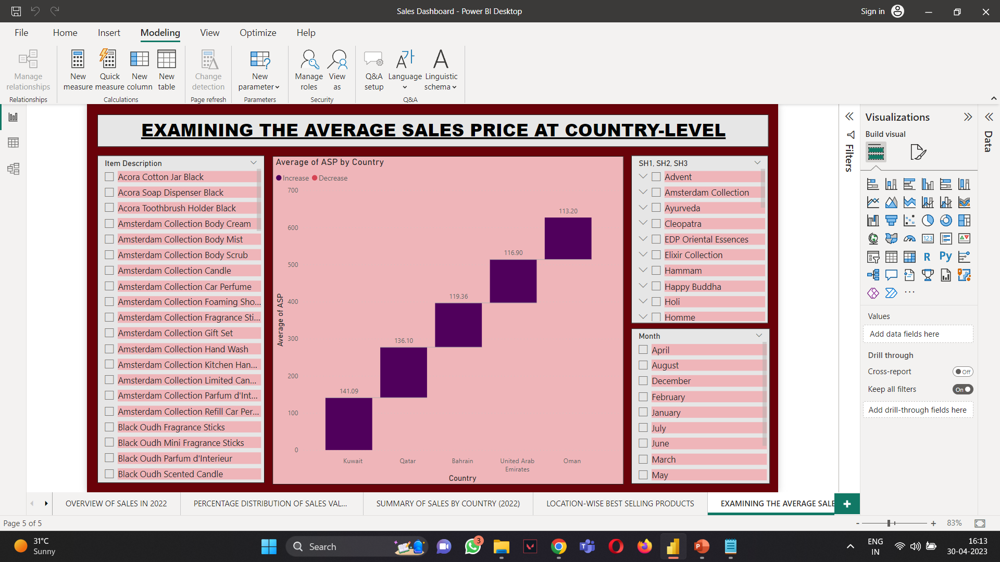 Sales Dashboard - Power BI Desktop
Sign in
File
Home
Insert
Modeling
View
Optimize
Help
Manage
relationships
New
measure
Quick
measure
New
column
New
table
Change
detection
New
parameter
Manage
roles
View
as
Q&A
setup
Language
Linguistic
schema
Relationships
Calculations
Page refresh
Parameters
Security
Q&A
EXAMINING THE AVERAGE SALES PRICE AT COUNTRY-LEVEL
Item Description
Acora Cotton Jar Black
Acora Soap Dispenser Black
Acora Toothbrush Holder Black
Amsterdam Collection Body Cream
Amsterdam Collection Body Mist
Amsterdam Collection Body Scrub
Amsterdam Collection Candle
Amsterdam Collection Car Perfume
Amsterdam Collection Foaming Sho...
Amsterdam Collection Fragrance Sti...
Amsterdam Collection Gift Set
Amsterdam Collection Hand Wash
Amsterdam Collection Kitchen Han...
Amsterdam Collection Limited Can...
Amsterdam Collection Parfum d'Int...
Amsterdam Collection Refill Car Per...
Black Oudh Fragrance Sticks
Black Oudh Mini Fragrance Sticks
Black Oudh Parfum d'Interieur
Black Oudh Scented Candle
Average of ASP by Country
Increase
Decrease
700
600
500
400
300
200
100
0
Average of ASP
141.09
136.10
119.36
116.90
113.20
Kuwait
Qatar
Bahrain
United Arab
Emirates
Oman
Country
SH1, SH2, SH3
Advent
Amsterdam Collection
Ayurveda
Cleopatra
EDP Oriental Essences
Elixir Collection
Hammam
Happy Buddha
Holi
Homme
Month
April
August
December
February
January
July
June
March
May
Filters
Visualizations
Build visual
123
R
Py
...
Values
Add data fields here
Drill through
Cross-report
Off
Keep all filters
On
Add drill-through fields here
Data
OVERVIEW OF SALES IN 2022
PERCENTAGE DISTRIBUTION OF SALES VAL...
SUMMARY OF SALES BY COUNTRY (2022)
LOCATION-WISE BEST SELLING PRODUCTS
EXAMINING THE AVERAGE SALE
+
Page 5 of 5
- + 83%
31°C
Sunny
Search
3
ENG
IN
16:13
30-04-2023